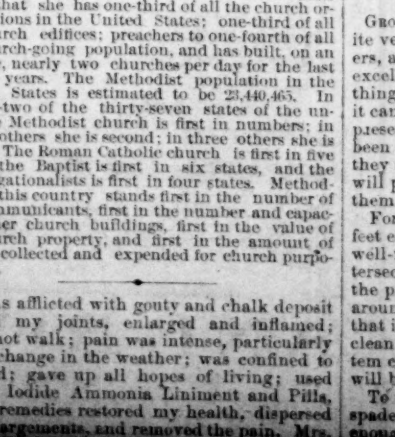 that she has one-third of all the church or-
ions in the United States; one-third of all
rch edifices; preachers to one-fourth of all
rch-going population, and has built, on an
, nearly two churches per day for the last
years. The Methodist population in the
States is estimated to be 23,440,465. In
-two of the thirty-seven states of the un-
Methodist church is first in numbers; in
others she is second; in three others she is
The Roman Catholic church is first in five
the Baptist is first in six states, and the
gationalists is first in four states. Method-
this country stands first in the number of
mmunicants, first in the number and capac-
er church buildings, first in the value of
rch property, and first in the amount of
collected and expended for church purpo-
s afflicted with gouty and chalk deposit
my joints, enlarged and inflamed;
not walk; pain was intense, particularly
change in the weather; was confined to
d; gave up all hopes of living; used
Iodide Ammonia Liniment and Pills,
remedies restored my health, dispersed
argements, and removed the pain. Mrs.
Gro
ite ve
ers, a
excel
thing
it can
prese
been
they
will p
them
For
feet e
well-
terse
the p
aroun
that i
clean
tem c
will b
To
spade
enoug